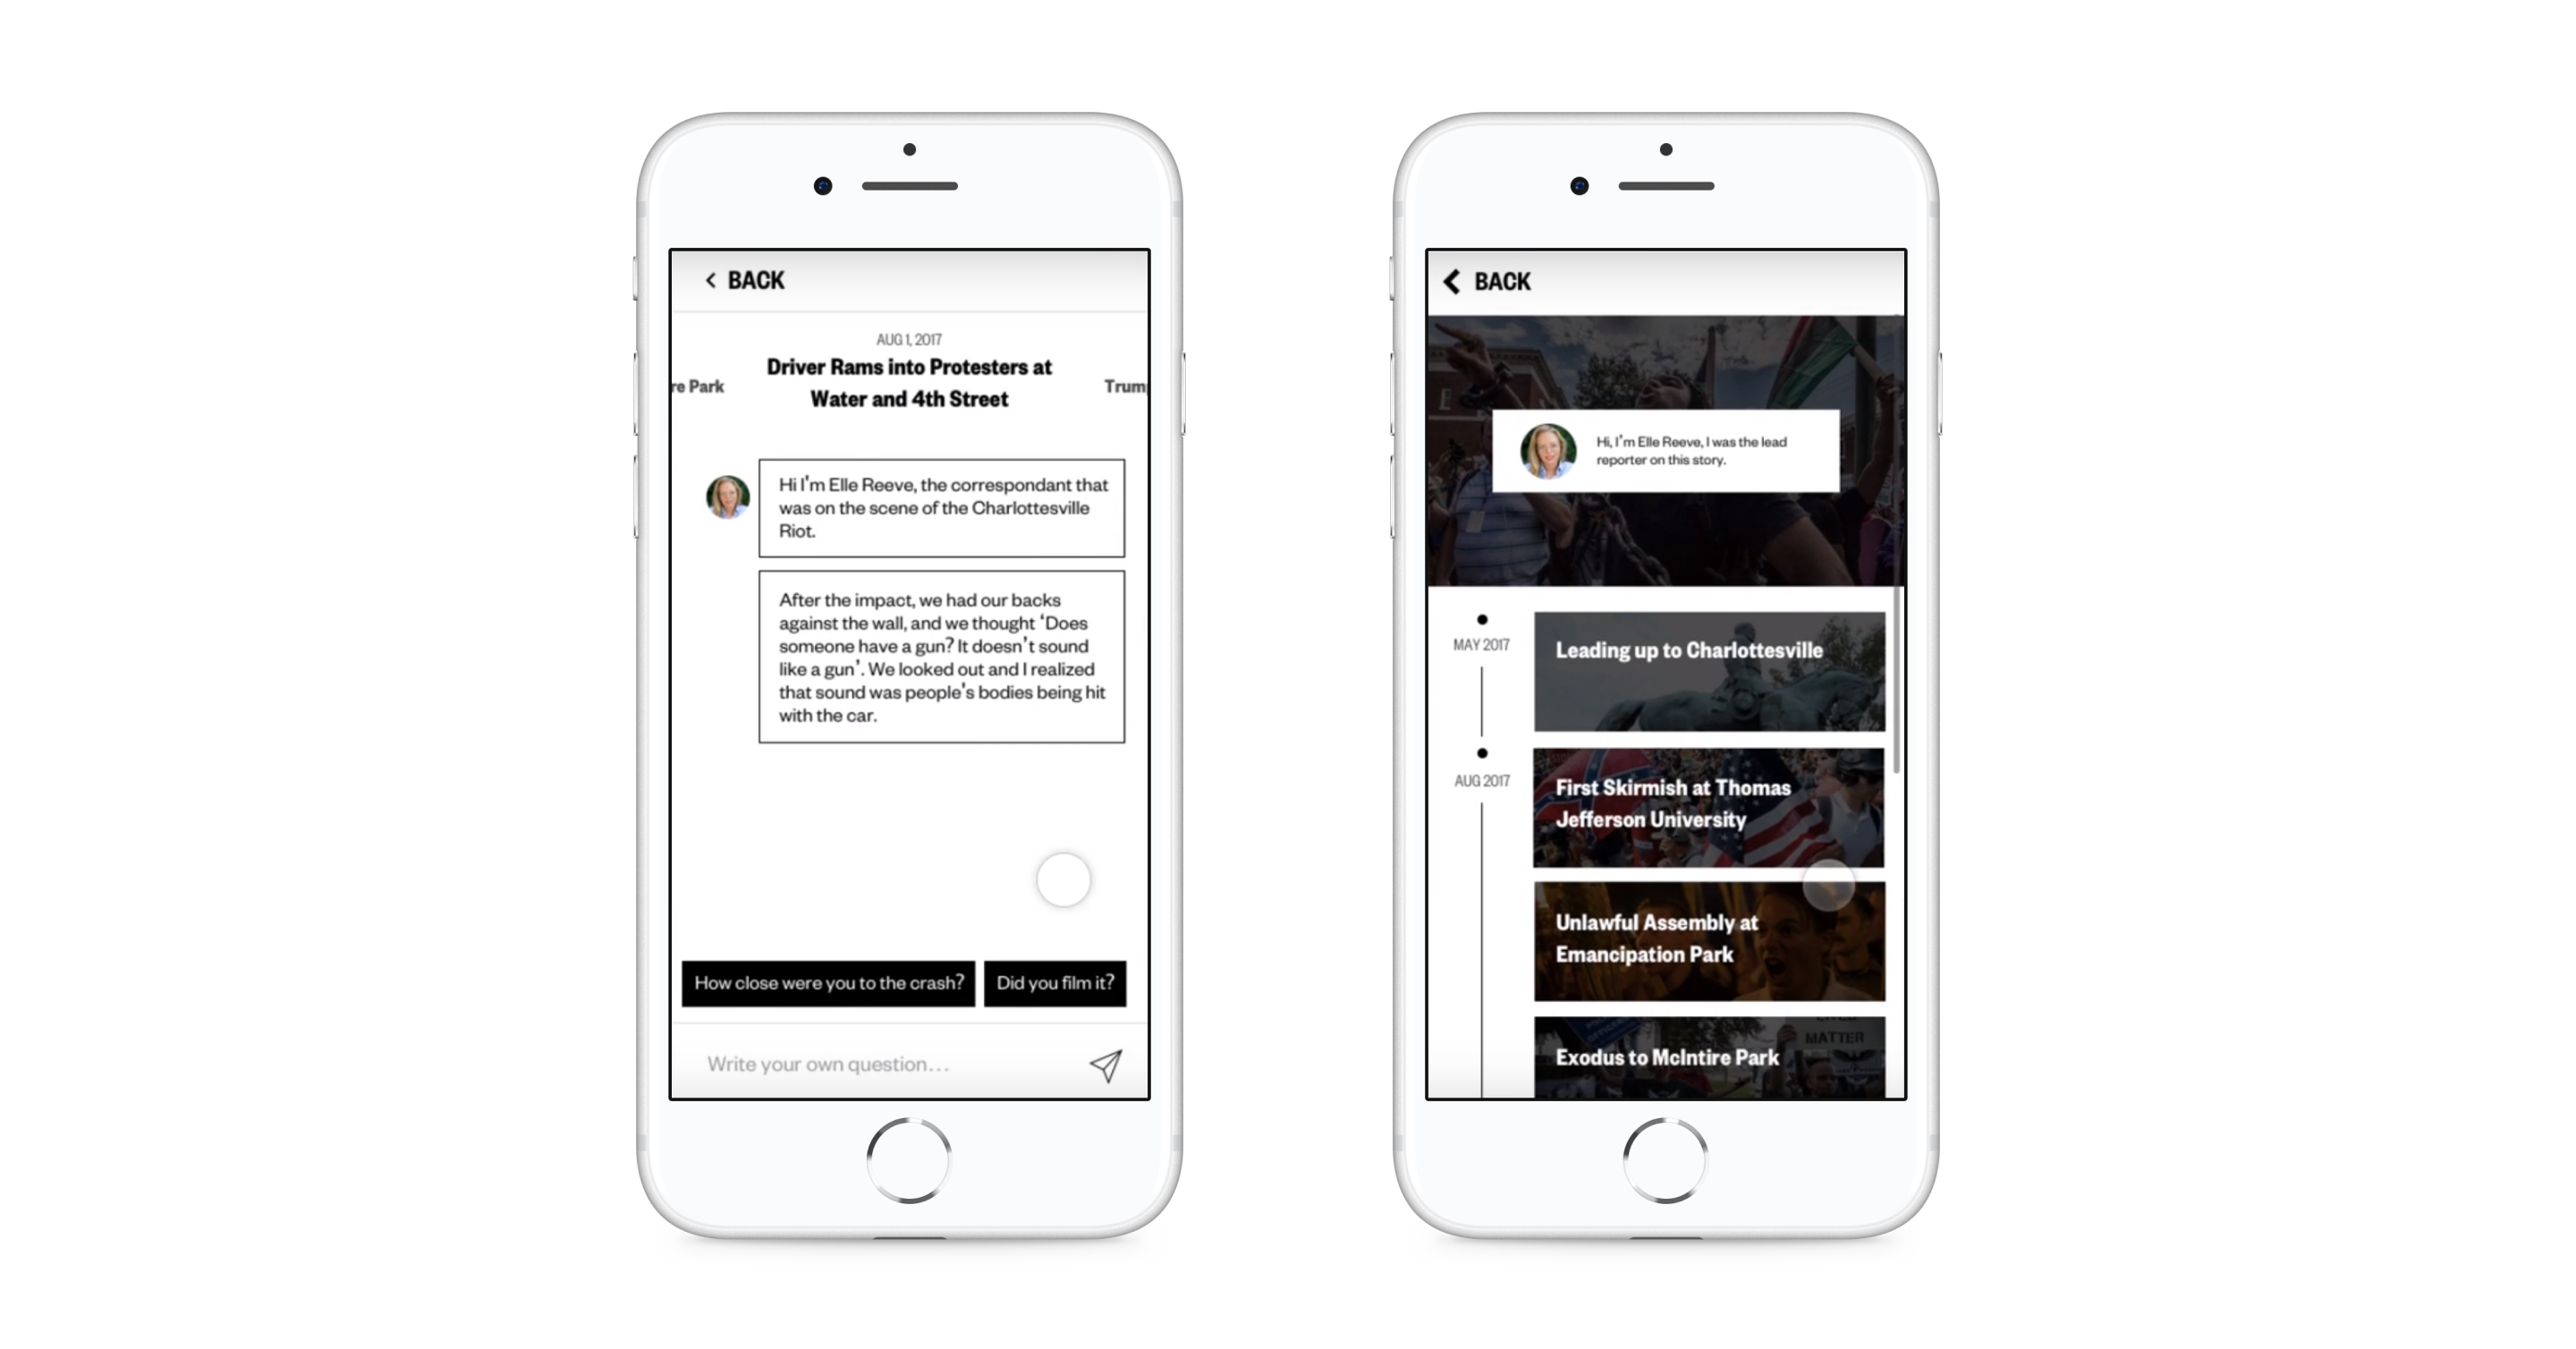 BACK
AUG 1, 2017
Driver Rams into Protesters at
re Park
Trum
Water and 4th Street
Hi I'm Elle Reeve, the correspondant that
was on the scene of the Charlottesville
Riot.
After the impact, we had our backs
against the wall, and we thought ‘Does
someone have a gun? It doesn't sound
like a gun'. We looked out and I realized
that sound was people's bodies being hit
with the car.
How close were you to the crash?
Did you film it?
Write your own question...
BACK
Hi, I'm Elle Reeve, I was the lead
reporter on this story.
MAY 2017
Leading up to Charlottesville
AUG 2017
First Skirmish at Thomas
Jefferson University
Unlawful Assembly at
Emancipation Park
MATTER
Exodus to McIntire Park